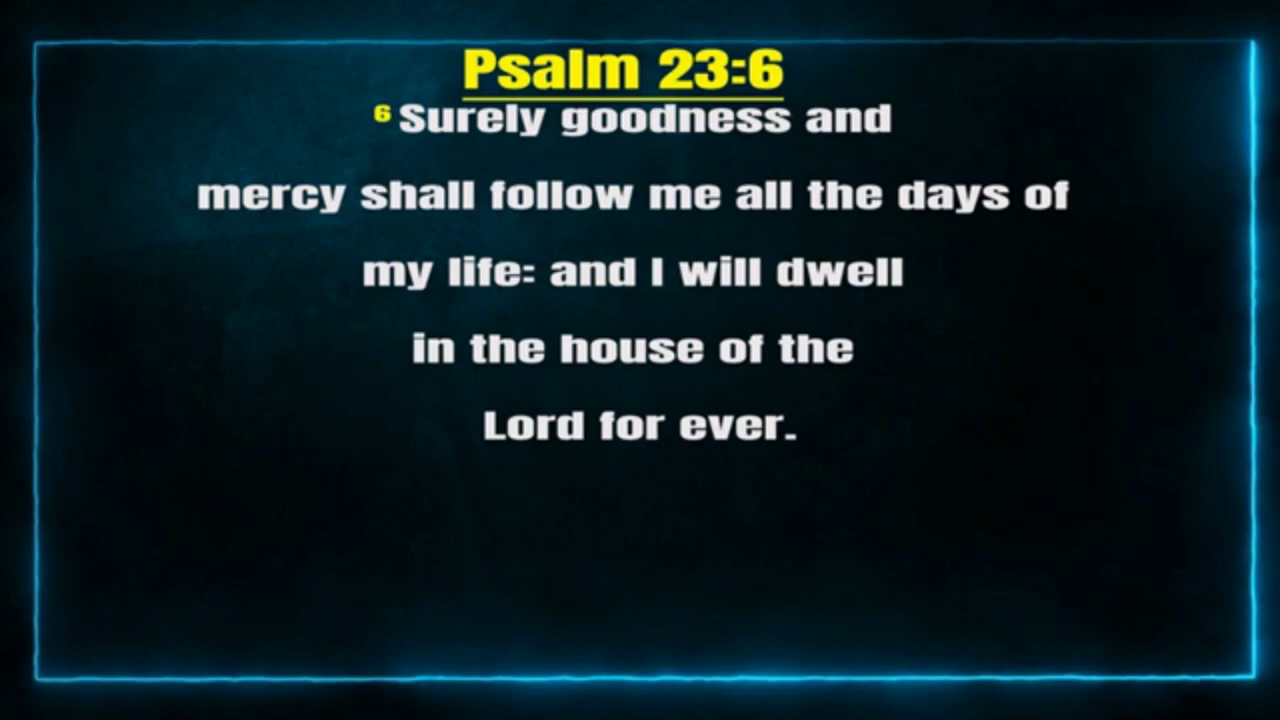 Psalm 23:6
6 Surely goodness and
mercy shall follow me all the days of
my life: and I will dwell
in the house of the
Lord for ever.